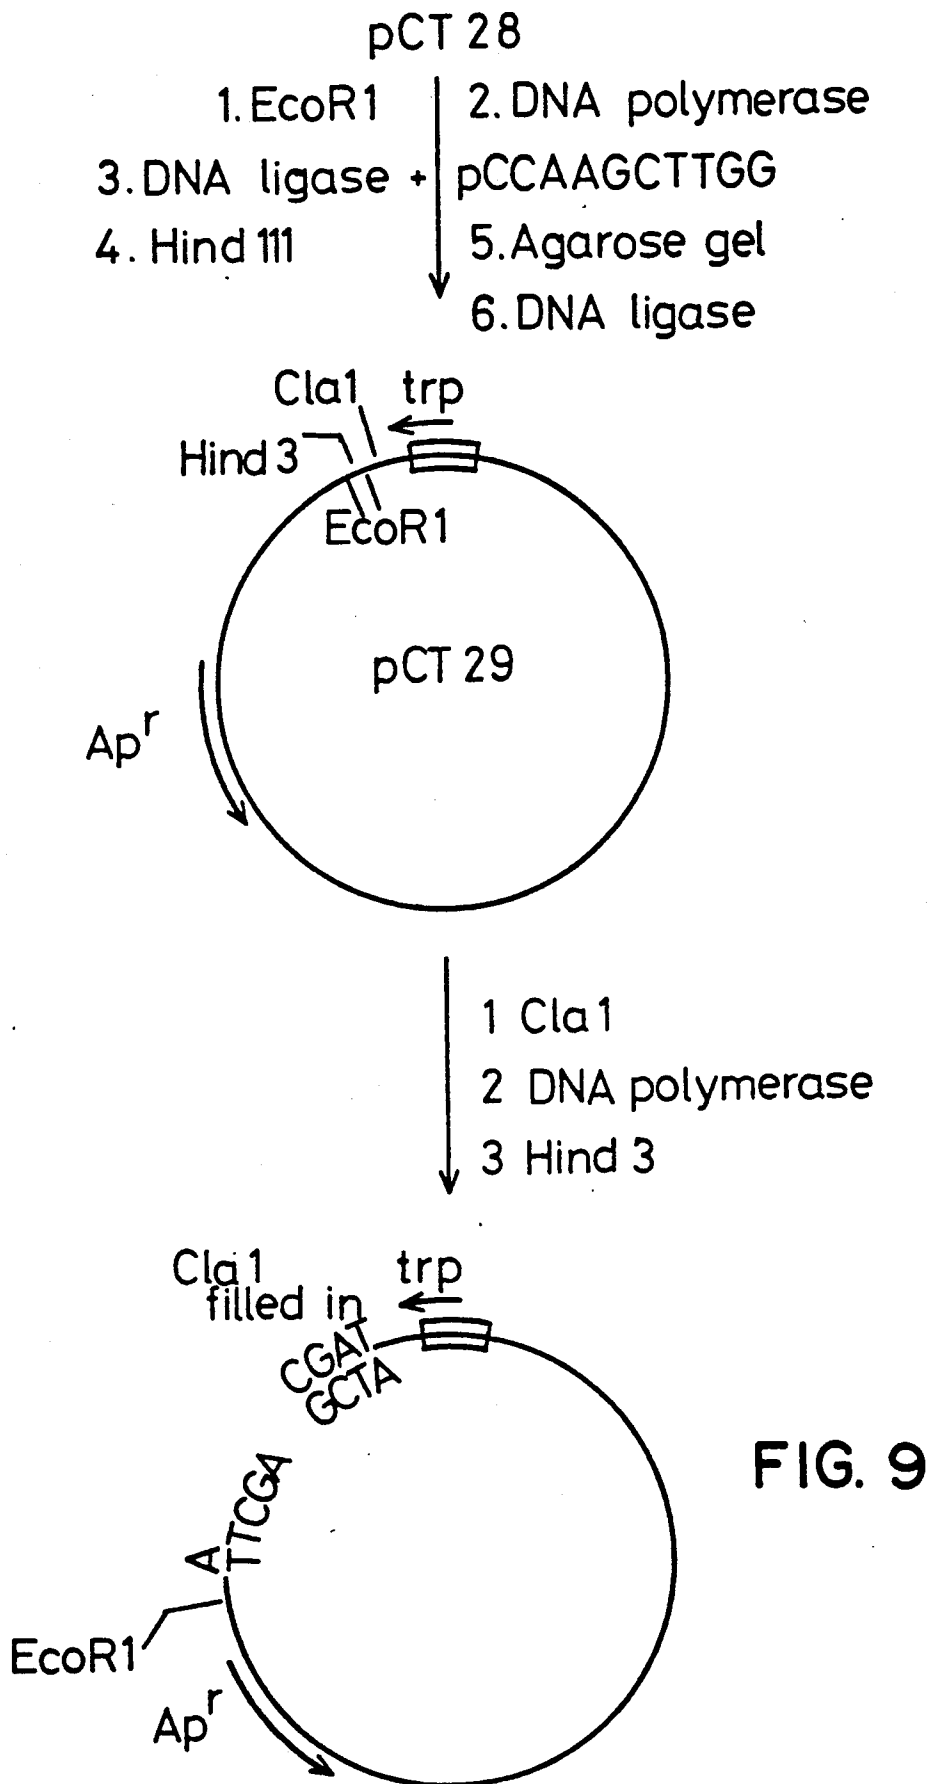 pCT 28
1. EcoR1 2. DNA polymerase
3. DNA ligase + pCCAAGCTTGG
4. Hind 111 5. Agarose gel
6. DNA ligase
Cla1 trp
Hind 3
EcoR1
pCT 29
Apr
1 Cla 1
2 DNA polymerase
3 Hind 3
Cla 1 trp
filled in
CGAT
GCTA
FIG. 9
A
TTCGA
EcoR1
Apr